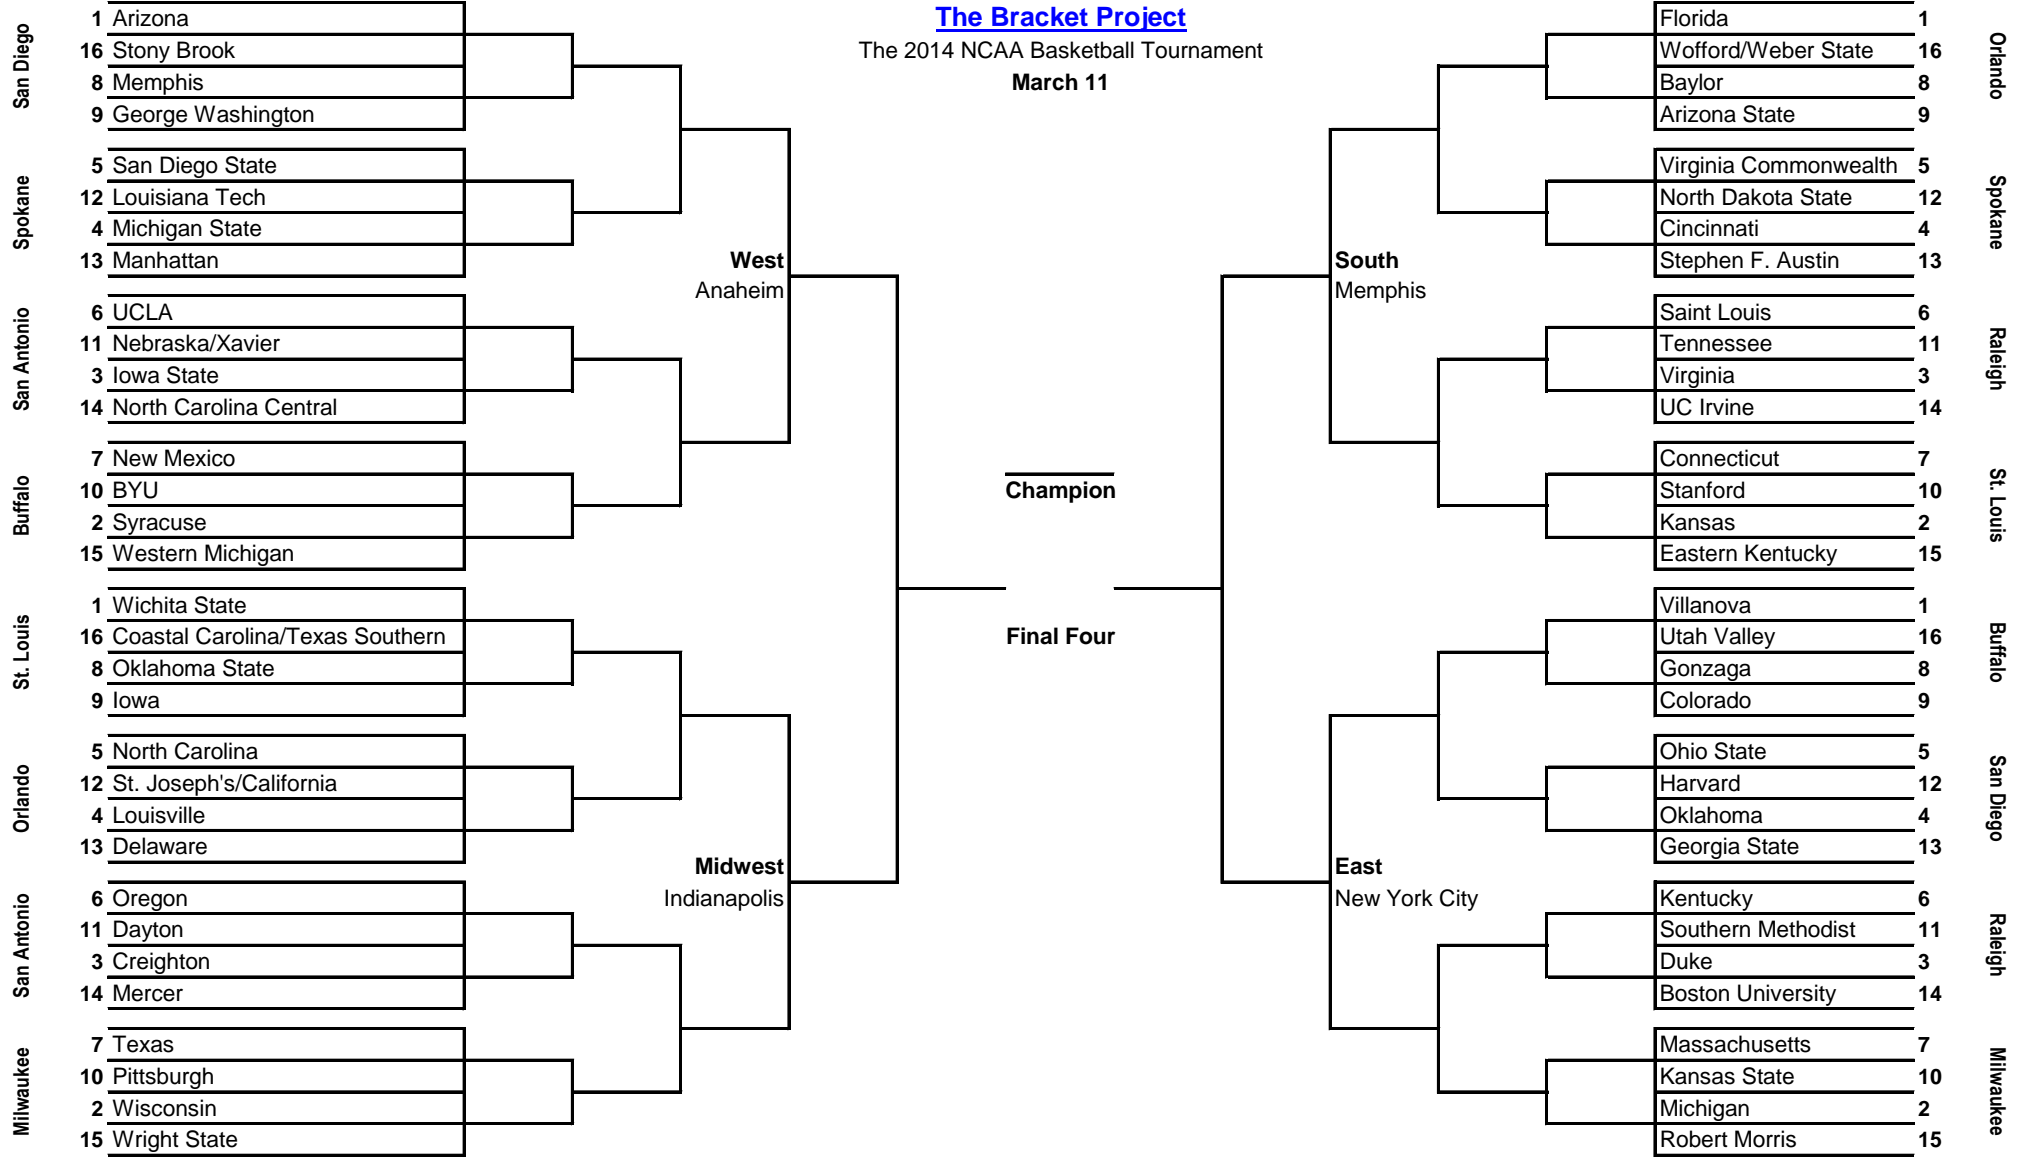 The Bracket Project
The 2014 NCAA Basketball Tournament
March 11
San Diego
1 Arizona
16 Stony Brook
8 Memphis
9 George Washington
Spokane
5 San Diego State
12 Louisiana Tech
4 Michigan State
13 Manhattan
West
Anaheim
San Antonio
6 UCLA
11 Nebraska/Xavier
3 Iowa State
14 North Carolina Central
Buffalo
7 New Mexico
10 BYU
2 Syracuse
15 Western Michigan
St. Louis
1 Wichita State
16 Coastal Carolina/Texas Southern
8 Oklahoma State
9 Iowa
Orlando
5 North Carolina
12 St. Joseph's/California
4 Louisville
13 Delaware
Midwest
Indianapolis
San Antonio
6 Oregon
11 Dayton
3 Creighton
14 Mercer
Milwaukee
7 Texas
10 Pittsburgh
2 Wisconsin
15 Wright State
Champion
Final Four
Florida 1
Wofford/Weber State 16
Baylor 8
Arizona State 9
Orlando
Virginia Commonwealth 5
North Dakota State 12
Cincinnati 4
Stephen F. Austin 13
Spokane
South
Memphis
Saint Louis 6
Tennessee 11
Virginia 3
UC Irvine 14
Raleigh
Connecticut 7
Stanford 10
Kansas 2
Eastern Kentucky 15
St. Louis
Villanova 1
Utah Valley 16
Gonzaga 8
Colorado 9
Buffalo
Ohio State 5
Harvard 12
Oklahoma 4
Georgia State 13
San Diego
East
New York City
Kentucky 6
Southern Methodist 11
Duke 3
Boston University 14
Raleigh
Massachusetts 7
Kansas State 10
Michigan 2
Robert Morris 15
Milwaukee